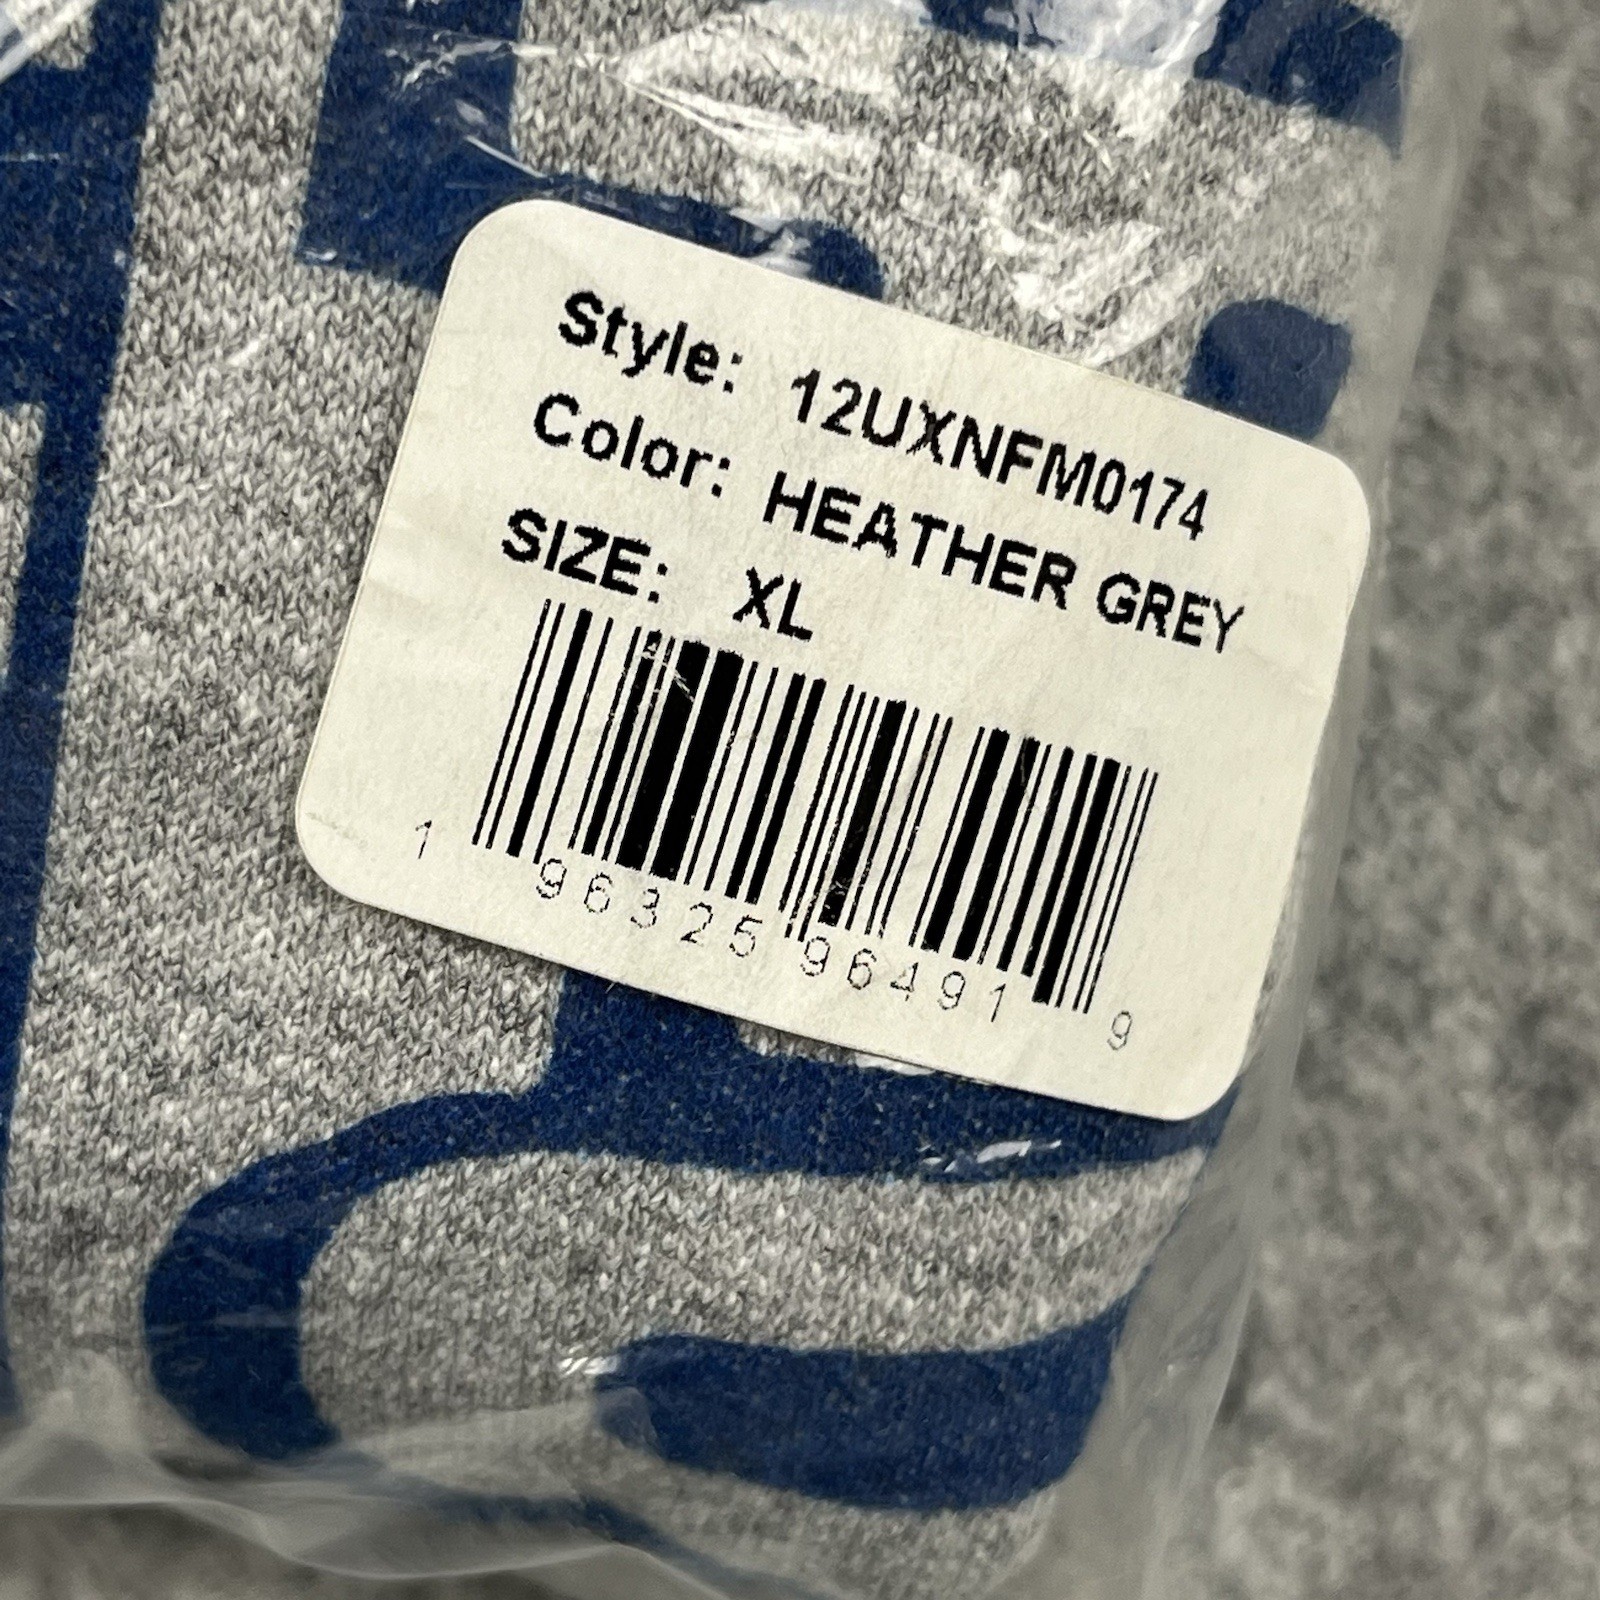 Style: 12UXNFM0174
Color: HEATHER GREY
SIZE: XL
1 96325 96491 9